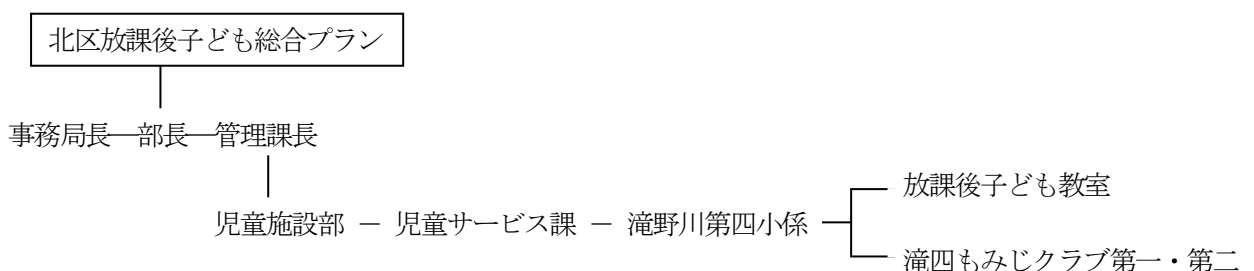 北区放課後子ども総合プラン
事務局長―部長―管理課長
放課後子ども教室
児童施設部 － 児童サービス課 － 滝野川第四小係
滝四もみじクラブ第一・第二